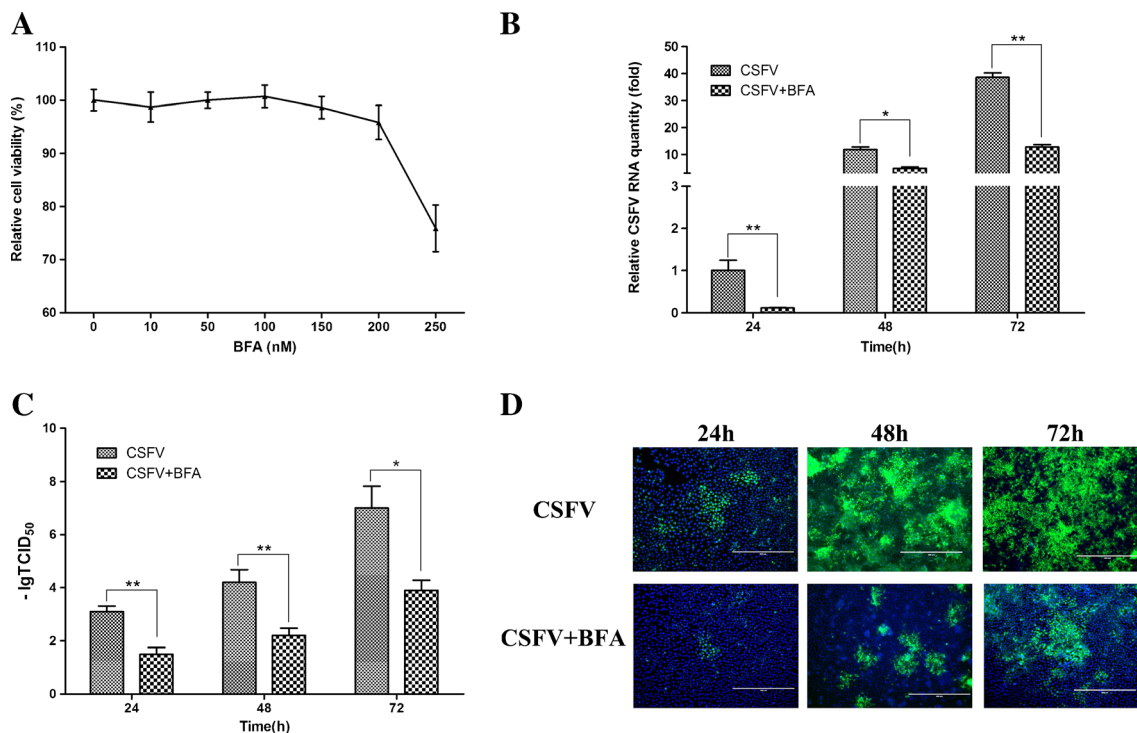 A
110
100
90
80
70
60
Relative cell viability (%)
0 10 50 100 150 200 250
BFA (nM)
B
50
40
30
20
10
3
2
1
0
Relative CSFV RNA quantity (fold)
CSFV
CSFV+BFA
**
*
**
24 48 72
Time(h)
C
10
8
6
4
2
0
- lgTCID50
CSFV
CSFV+BFA
**
**
*
24 48 72
Time(h)
D
24h 48h 72h
CSFV
CSFV+BFA